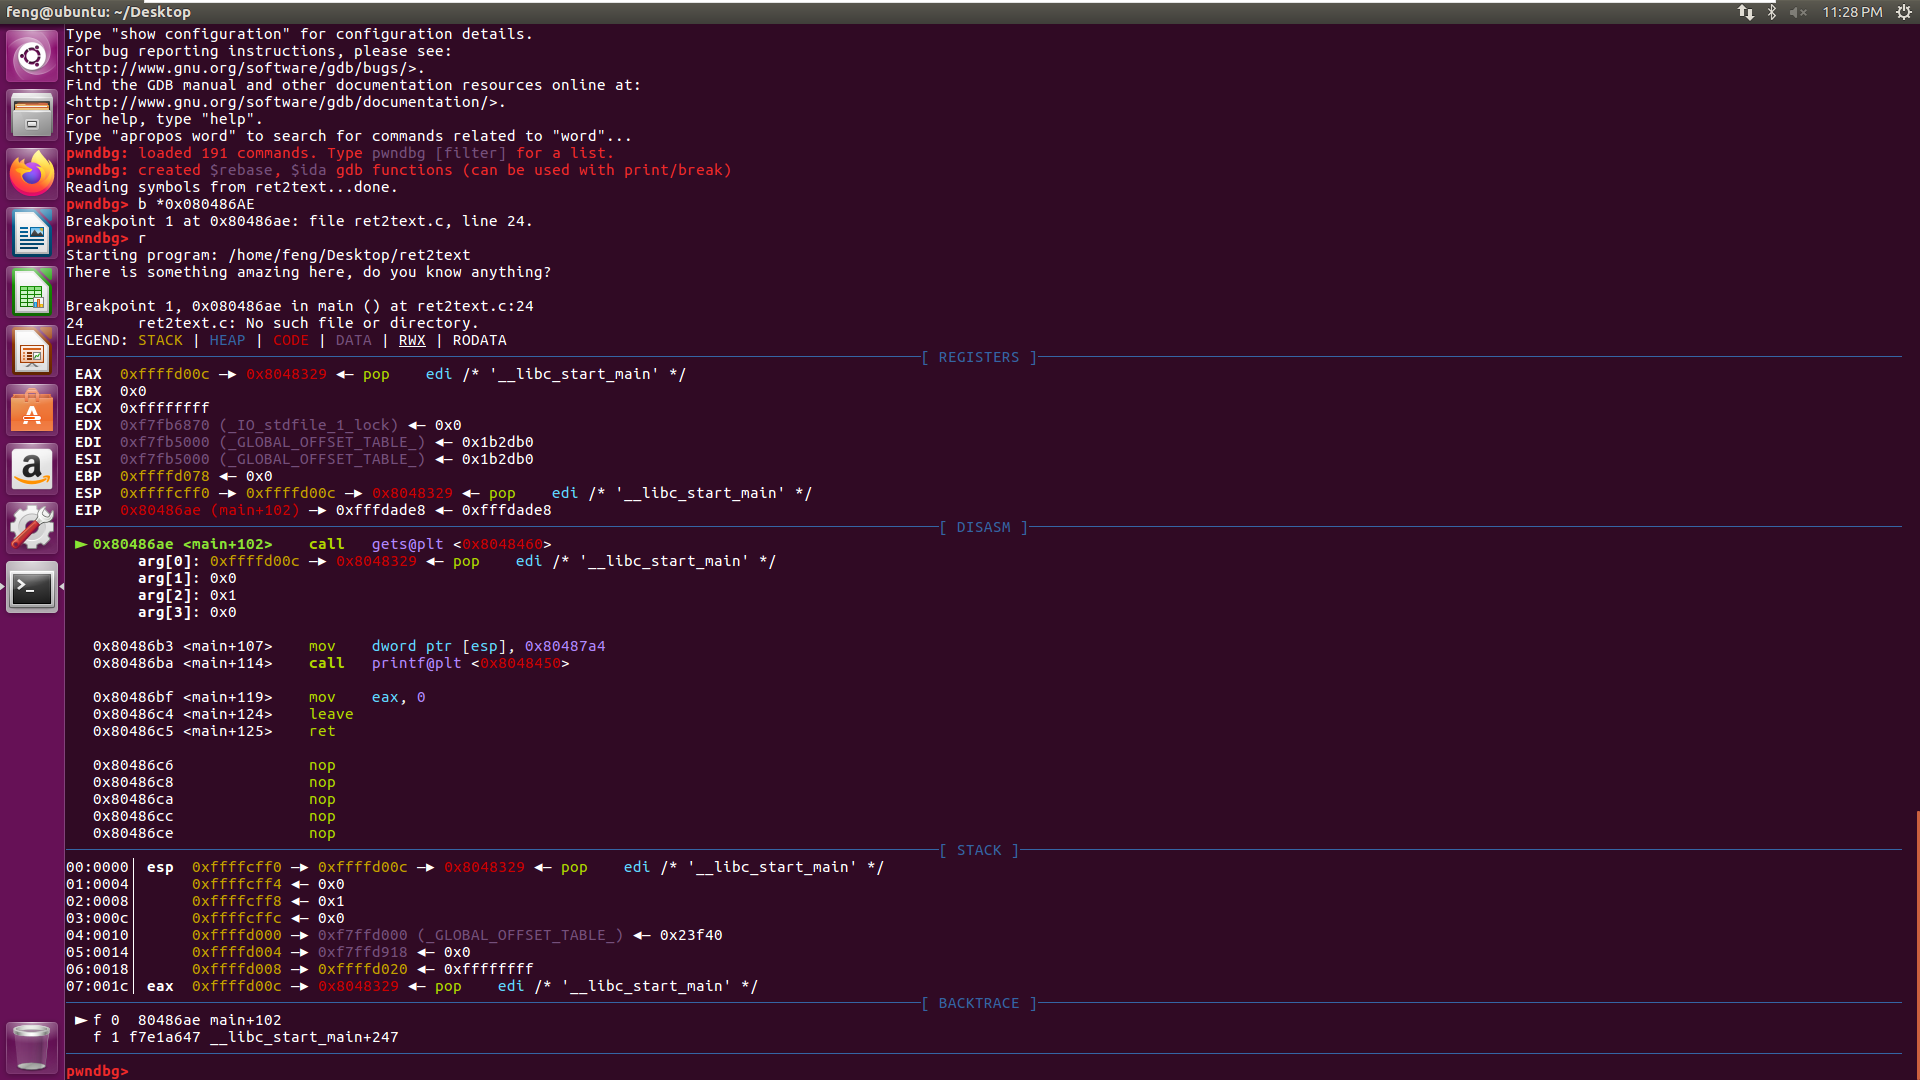 feng@ubuntu: ~/Desktop
11:28 PM
Type "show configuration" for configuration details.
For bug reporting instructions, please see:
<http://www.gnu.org/software/gdb/bugs/>.
Find the GDB manual and other documentation resources online at:
<http://www.gnu.org/software/gdb/documentation/>.
For help, type "help".
Type "apropos word" to search for commands related to "word"...
pwndbg: loaded 191 commands. Type pwndbg [filter] for a list.
pwndbg: created $rebase, $ida gdb functions (can be used with print/break)
Reading symbols from ret2text...done.
pwndbg> b *0x080486AE
Breakpoint 1 at 0x80486ae: file ret2text.c, line 24.
pwndbg> r
Starting program: /home/feng/Desktop/ret2text
There is something amazing here, do you know anything?
Breakpoint 1, 0x080486ae in main () at ret2text.c:24
24      ret2text.c: No such file or directory.
LEGEND: STACK | HEAP | CODE | DATA | RWX | RODATA
[ REGISTERS ]
EAX  0xffffd00c —▸ 0x8048329 ◂— pop    edi /* '__libc_start_main' */
EBX  0x0
ECX  0xffffffff
EDX  0xf7fb6870 (_IO_stdfile_1_lock) ◂— 0x0
EDI  0xf7fb5000 (_GLOBAL_OFFSET_TABLE_) ◂— 0x1b2db0
ESI  0xf7fb5000 (_GLOBAL_OFFSET_TABLE_) ◂— 0x1b2db0
EBP  0xffffd078 ◂— 0x0
ESP  0xffffcff0 —▸ 0xffffd00c —▸ 0x8048329 ◂— pop    edi /* '__libc_start_main' */
EIP  0x80486ae (main+102) —▸ 0xfffdade8 ◂— 0xfffdade8
[ DISASM ]
► 0x80486ae <main+102>    call   gets@plt <0x8048460>
arg[0]: 0xffffd00c —▸ 0x8048329 ◂— pop    edi /* '__libc_start_main' */
arg[1]: 0x0
arg[2]: 0x1
arg[3]: 0x0
0x80486b3 <main+107>    mov    dword ptr [esp], 0x80487a4
0x80486ba <main+114>    call   printf@plt <0x8048450>
0x80486bf <main+119>    mov    eax, 0
0x80486c4 <main+124>    leave
0x80486c5 <main+125>    ret
0x80486c6               nop
0x80486c8               nop
0x80486ca               nop
0x80486cc               nop
0x80486ce               nop
[ STACK ]
00:0000│ esp  0xffffcff0 —▸ 0xffffd00c —▸ 0x8048329 ◂— pop    edi /* '__libc_start_main' */
01:0004│      0xffffcff4 ◂— 0x0
02:0008│      0xffffcff8 ◂— 0x1
03:000c│      0xffffcffc ◂— 0x0
04:0010│      0xffffd000 —▸ 0xf7ffd000 (_GLOBAL_OFFSET_TABLE_) ◂— 0x23f40
05:0014│      0xffffd004 —▸ 0xf7ffd918 ◂— 0x0
06:0018│      0xffffd008 —▸ 0xffffd020 ◂— 0xffffffff
07:001c│ eax  0xffffd00c —▸ 0x8048329 ◂— pop    edi /* '__libc_start_main' */
[ BACKTRACE ]
► f 0  80486ae main+102
f 1 f7e1a647 __libc_start_main+247
pwndbg>